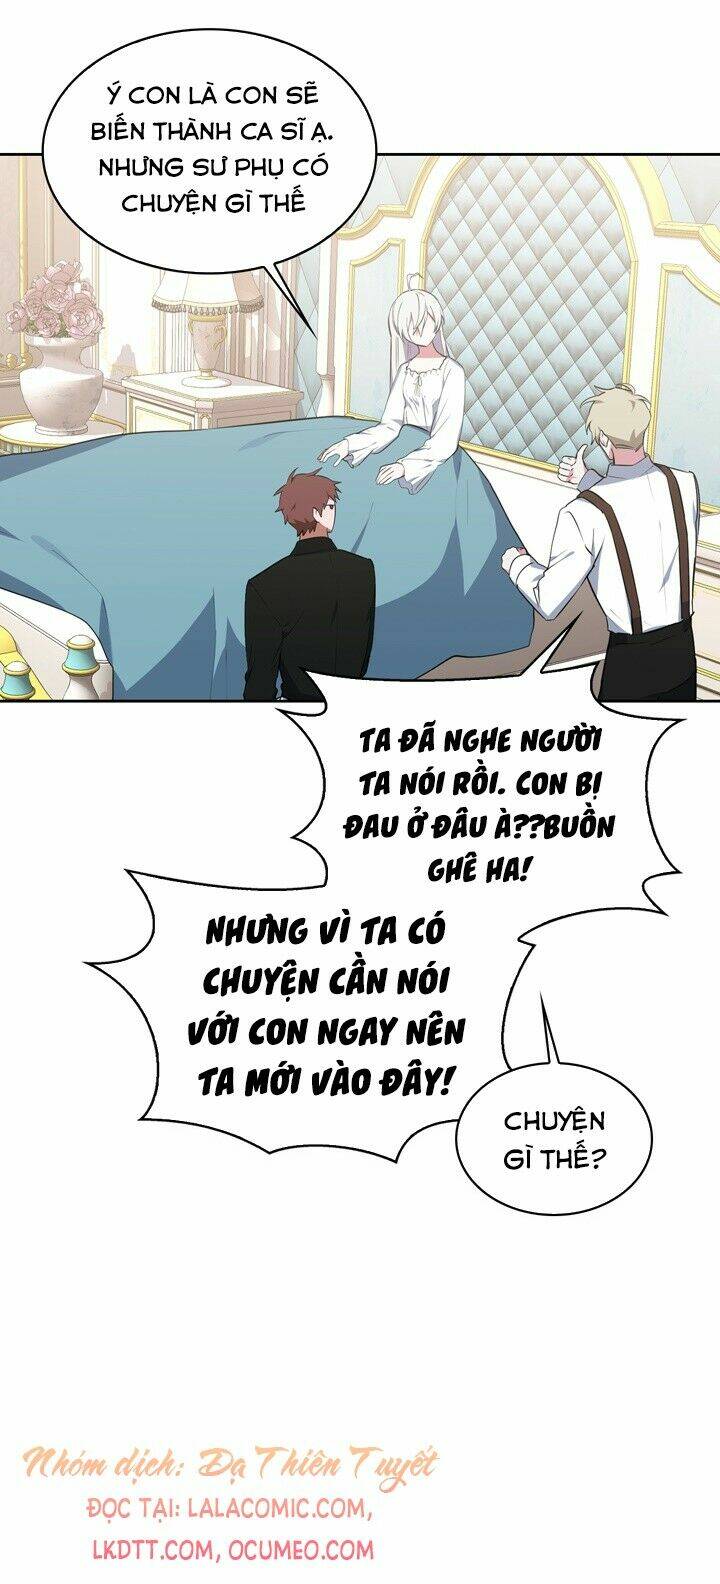 Ý CON LÀ CON SẼ
BIẾN THÀNH CA SĨ Ạ.
NHƯNG SƯ PHỤ CÓ
CHUYỆN GÌ THẾ
TA ĐÃ NGHE NGƯỜI
TA NÓI RỒI. CON BỊ
ĐAU Ở ĐÂU À??BUỒN
GHÊ HA!
NHƯNG VÌ TA CÓ
CHUYỆN CẦN NÓI
VỚI CON NGAY NÊN
TA MỚI VÀO ĐÂY!
CHUYỆN
GÌ THẾ?
Nhóm dịch: Dạ Thiên Tuyết
ĐỌC TẠI: LALACOMIC.COM,
LKDTT.COM, OCUMEO.COM